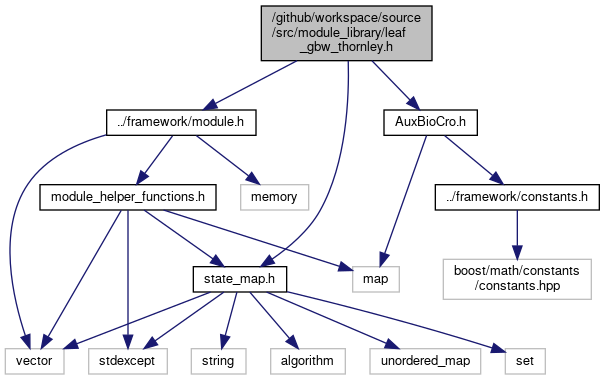 /github/workspace/source
/src/module_library/leaf
_gbw_thornley.h
../framework/module.h
AuxBioCro.h
module_helper_functions.h
memory
../framework/constants.h
state_map.h
map
boost/math/constants
/constants.hpp
vector
stdexcept
string
algorithm
unordered_map
set